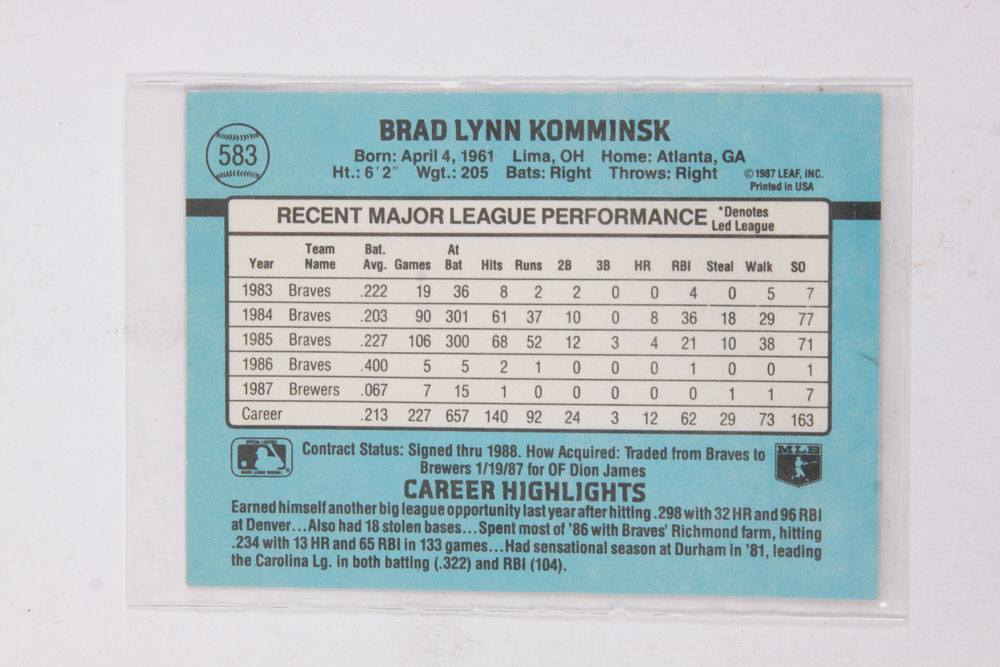 583
BRAD LYNN KOMMINSK
Born: April 4, 1961 Lima, OH Home: Atlanta, GA
Ht.: 6'2" Wgt.: 205 Bats: Right Throws: Right
© 1987 LEAF, INC.
Printed in USA
RECENT MAJOR LEAGUE PERFORMANCE *Denotes Led League
Year Team Name Bat. Avg. Games At Bat Hits Runs 2B 3B HR RBI Steal Walk SO
1983 Braves .222 19 36 8 2 2 0 0 4 0 5 7
1984 Braves .203 90 301 61 37 10 0 8 36 18 29 77
1985 Braves .227 106 300 68 52 12 3 4 21 10 38 71
1986 Braves .400 5 5 2 1 0 0 0 1 0 0 1
1987 Brewers .067 7 15 1 0 0 0 0 0 1 1 7
Career .213 227 657 140 92 24 3 12 62 29 73 163
Contract Status: Signed thru 1988. How Acquired: Traded from Braves to
Brewers 1/19/87 for OF Dion James
MLB
CAREER HIGHLIGHTS
Earned himself another big league opportunity last year after hitting .298 with 32 HR and 96 RBI
at Denver...Also had 18 stolen bases...Spent most of '86 with Braves' Richmond farm, hitting
.234 with 13 HR and 65 RBI in 133 games...Had sensational season at Durham in '81, leading
the Carolina Lg. in both batting (.322) and RBI (104).